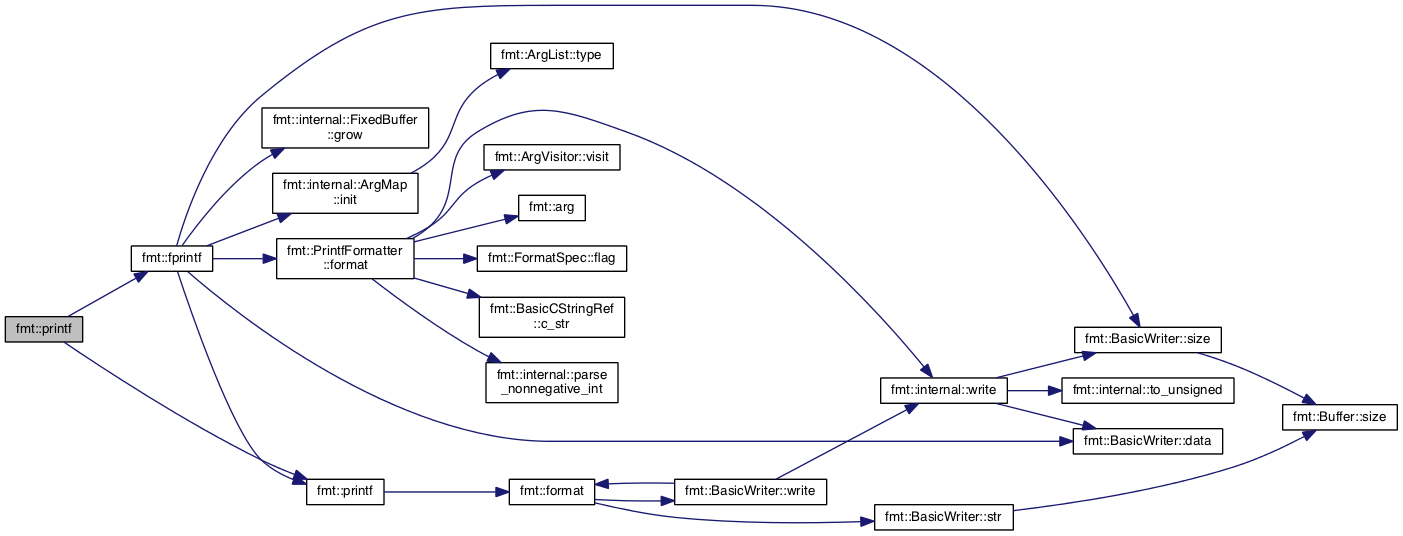 fmt::printf
fmt::fprintf
fmt::internal::FixedBuffer
::grow
fmt::internal::ArgMap
::init
fmt::PrintfFormatter
::format
fmt::printf
fmt::ArgList::type
fmt::ArgVisitor::visit
fmt::arg
fmt::FormatSpec::flag
fmt::BasicCStringRef
::c_str
fmt::internal::parse
_nonnegative_int
fmt::format
fmt::BasicWriter::write
fmt::internal::write
fmt::BasicWriter::str
fmt::BasicWriter::size
fmt::internal::to_unsigned
fmt::BasicWriter::data
fmt::Buffer::size